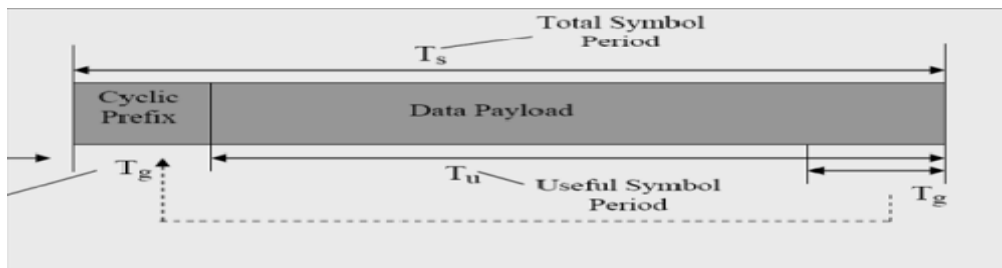 Total Symbol
Period
Ts
Cyclic
Prefix
Data Payload
Tg
Tu
Useful Symbol
Period
Tg